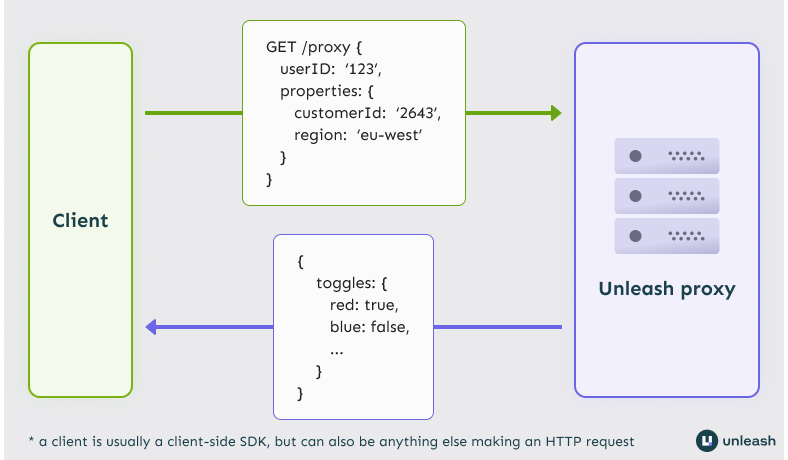 GET /proxy {
userID: ‘123’,
properties: {
customerId: ‘2643’,
region: ‘eu-west’
}
}
Client
Unleash proxy
{
toggles: {
red: true,
blue: false,
...
}
}
* a client is usually a client-side SDK, but can also be anything else making an HTTP request
unleash